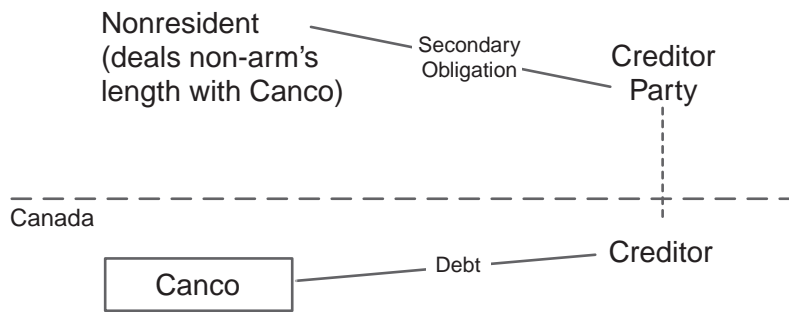 Nonresident
(deals non-arm's
length with Canco)
Secondary
Obligation
Creditor
Party
Canada
Canco
Debt
Creditor